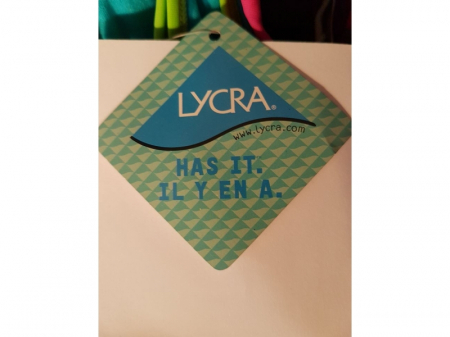 LYCRA®
www.lycra.com
HAS IT.
IL Y EN A.